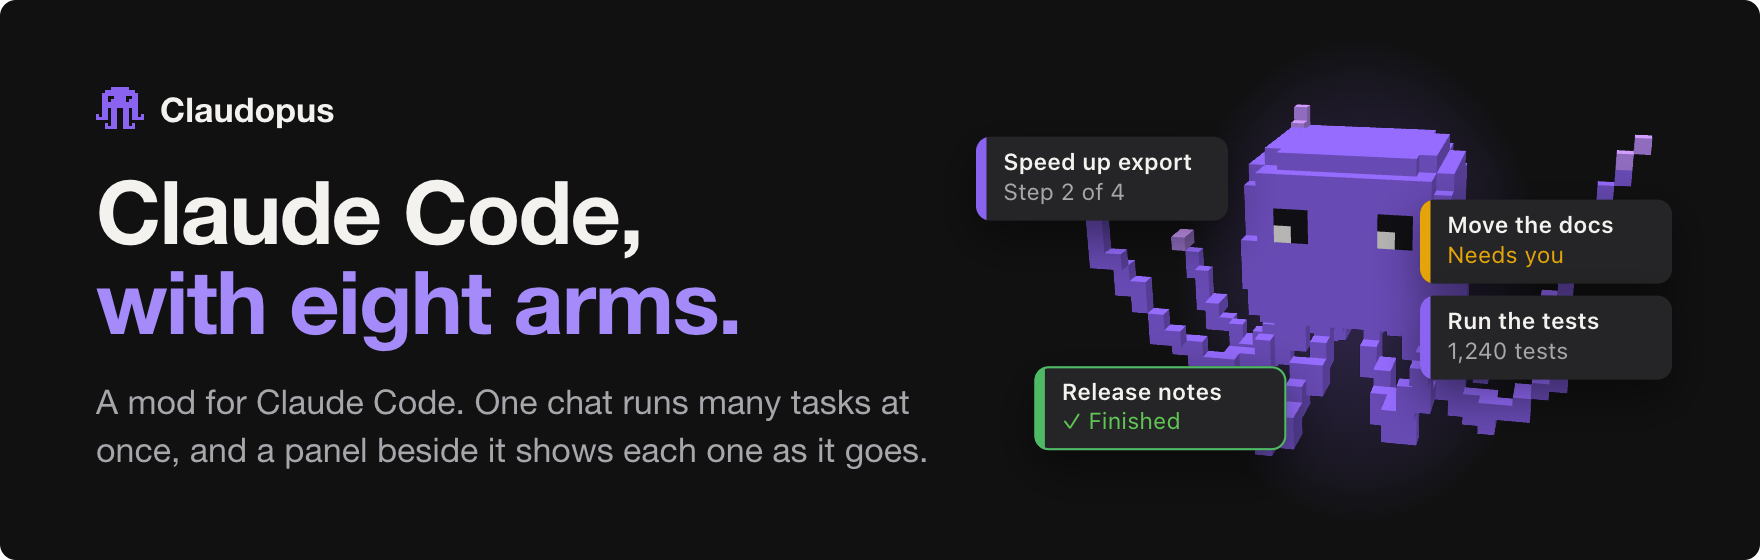 Claudopus
Claude Code,
with eight arms.
A mod for Claude Code. One chat runs many tasks at
once, and a panel beside it shows each one as it goes.
Speed up export
Step 2 of 4
Move the docs
Needs you
Run the tests
1,240 tests
Release notes
✓ Finished